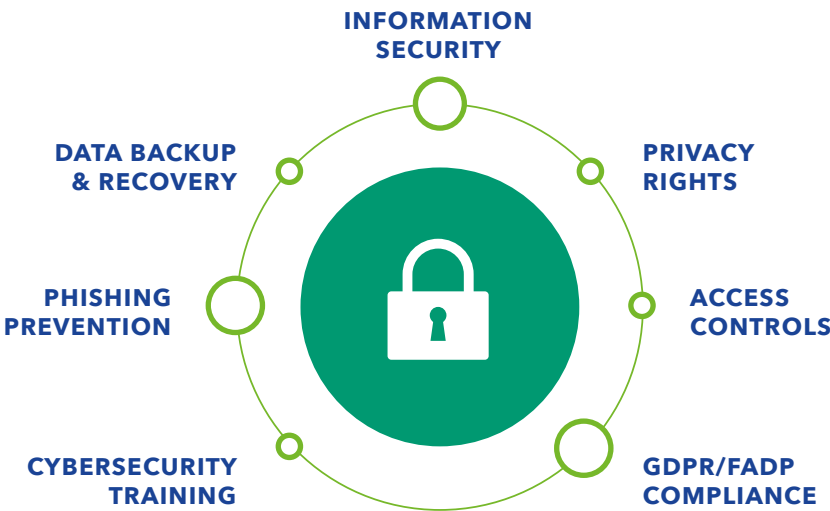 INFORMATION
SECURITY
DATA BACKUP
& RECOVERY
PRIVACY
RIGHTS
PHISHING
PREVENTION
ACCESS
CONTROLS
CYBERSECURITY
TRAINING
GDPR/FADP
COMPLIANCE